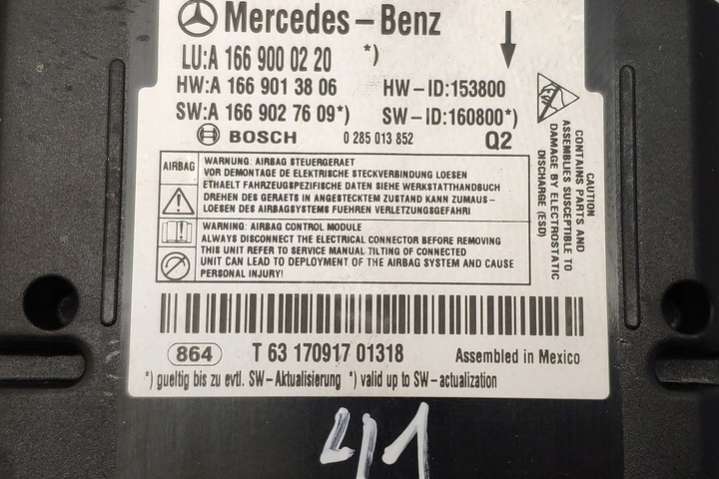 Mercedes-Benz
LU:A 166 900 02 20 *)
HW:A 166 901 38 06 HW-ID:153800
SW:A 166 902 76 09*) SW-ID:160800*)
BOSCH 0 285 013 852 Q2
AIRBAG
WARNUNG: AIRBAG STEUERGERAET
VOR DEMONTAGE DE ELEKTRISCHE STECKVERBINDUNG LOESEN
ETHAELT FAHRZEUGSPEZIFISCHE DATEN SIEHE WERKSTATTHANDBUCH
DREHEN DES GERAETS IN ANGESTECKTEM ZUSTAND KANN ZUMAUS-
LOESEN DES AIRBAGSYSTEMS FUEHREN VERLETZUNGSGEFAHR!
WARNING: AIRBAG CONTROL MODULE
ALWAYS DISCONNECT THE ELECTRICAL CONNECTOR BEFORE REMOVING
THIS UNIT REFER TO SERVICE MANUAL TILTING OF CONNECTED
UNIT CAN LEAD TO DEPLOYMENT OF THE AIRBAG SYSTEM AND CAUSE
PERSONAL INJURY!
CAUTION
CONTAINS PARTS AND
ASSEMBLIES SUSCEPTIBLE TO
DAMAGE BY ELECTROSTATIC
DISCHARGE (ESD)
864 T 63 170917 01318 Assembled in Mexico
*) gueltig bis zu evtl. SW-Aktualisierung *) valid up to SW-actualization
41